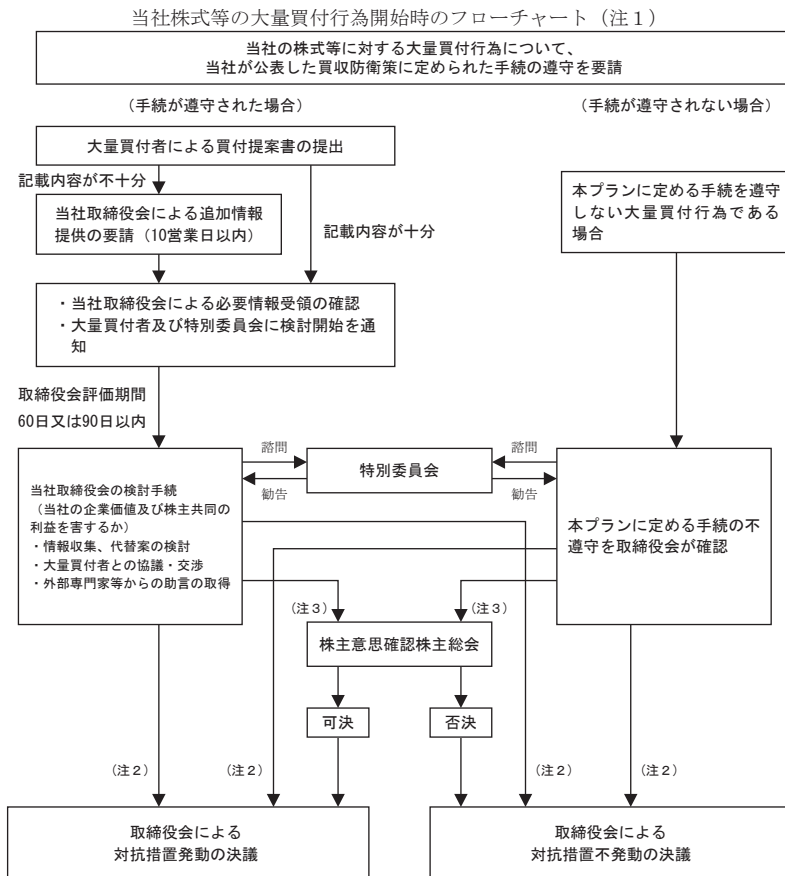 当社株式等の大量買付行為開始時のフローチャート（注１）
当社の株式等に対する大量買付行為について、
当社が公表した買収防衛策に定められた手続の遵守を要請
（手続が遵守された場合）
（手続が遵守されない場合）
大量買付者による買付提案書の提出
記載内容が不十分
当社取締役会による追加情報
提供の要請（10営業日以内）
記載内容が十分
本プランに定める手続を遵守
しない大量買付行為である
場合
・当社取締役会による必要情報受領の確認
・大量買付者及び特別委員会に検討開始を通
知
取締役会評価期間
60日又は90日以内
諮問
特別委員会
諮問
勧告
勧告
当社取締役会の検討手続
（当社の企業価値及び株主共同の
利益を害するか）
・情報収集、代替案の検討
・大量買付者との協議・交渉
・外部専門家等からの助言の取得
本プランに定める手続の不
遵守を取締役会が確認
（注３）
（注３）
株主意思確認株主総会
可決
否決
（注２）
（注２）
（注２）
（注２）
取締役会による
対抗措置発動の決議
取締役会による
対抗措置不発動の決議